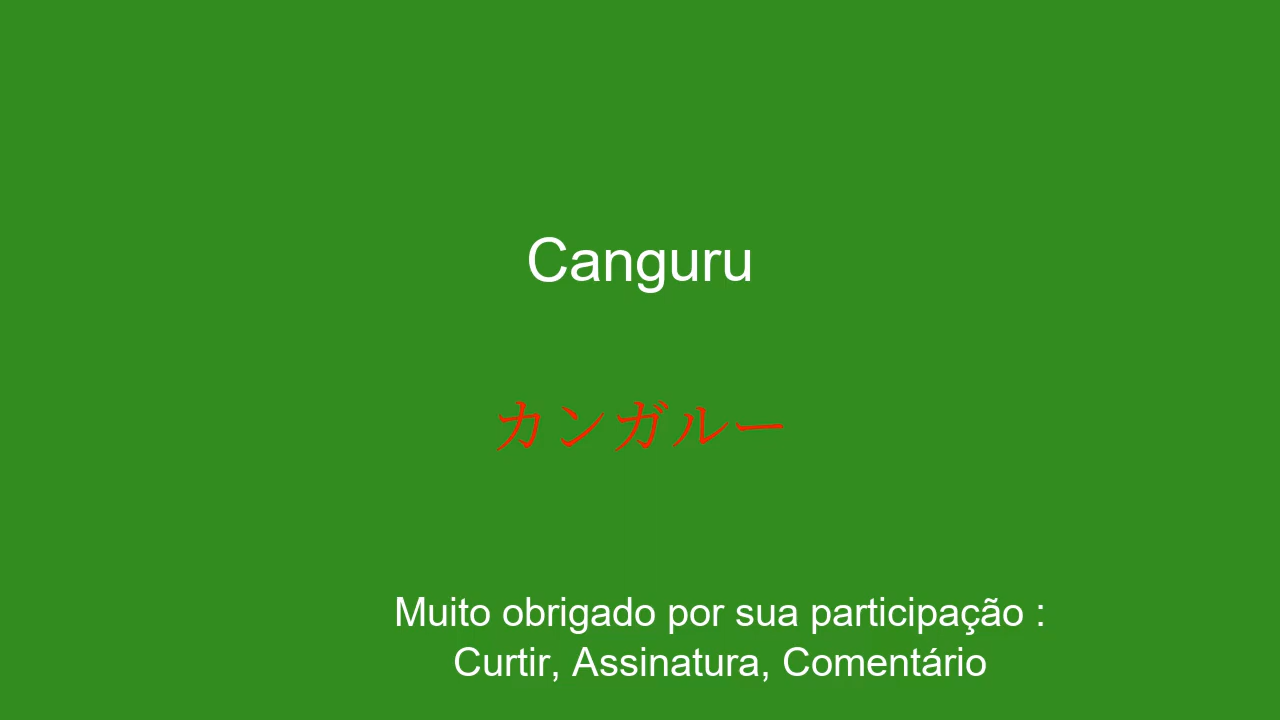 Canguru
カンガルー
Muito obrigado por sua participação :
Curtir, Assinatura, Comentário